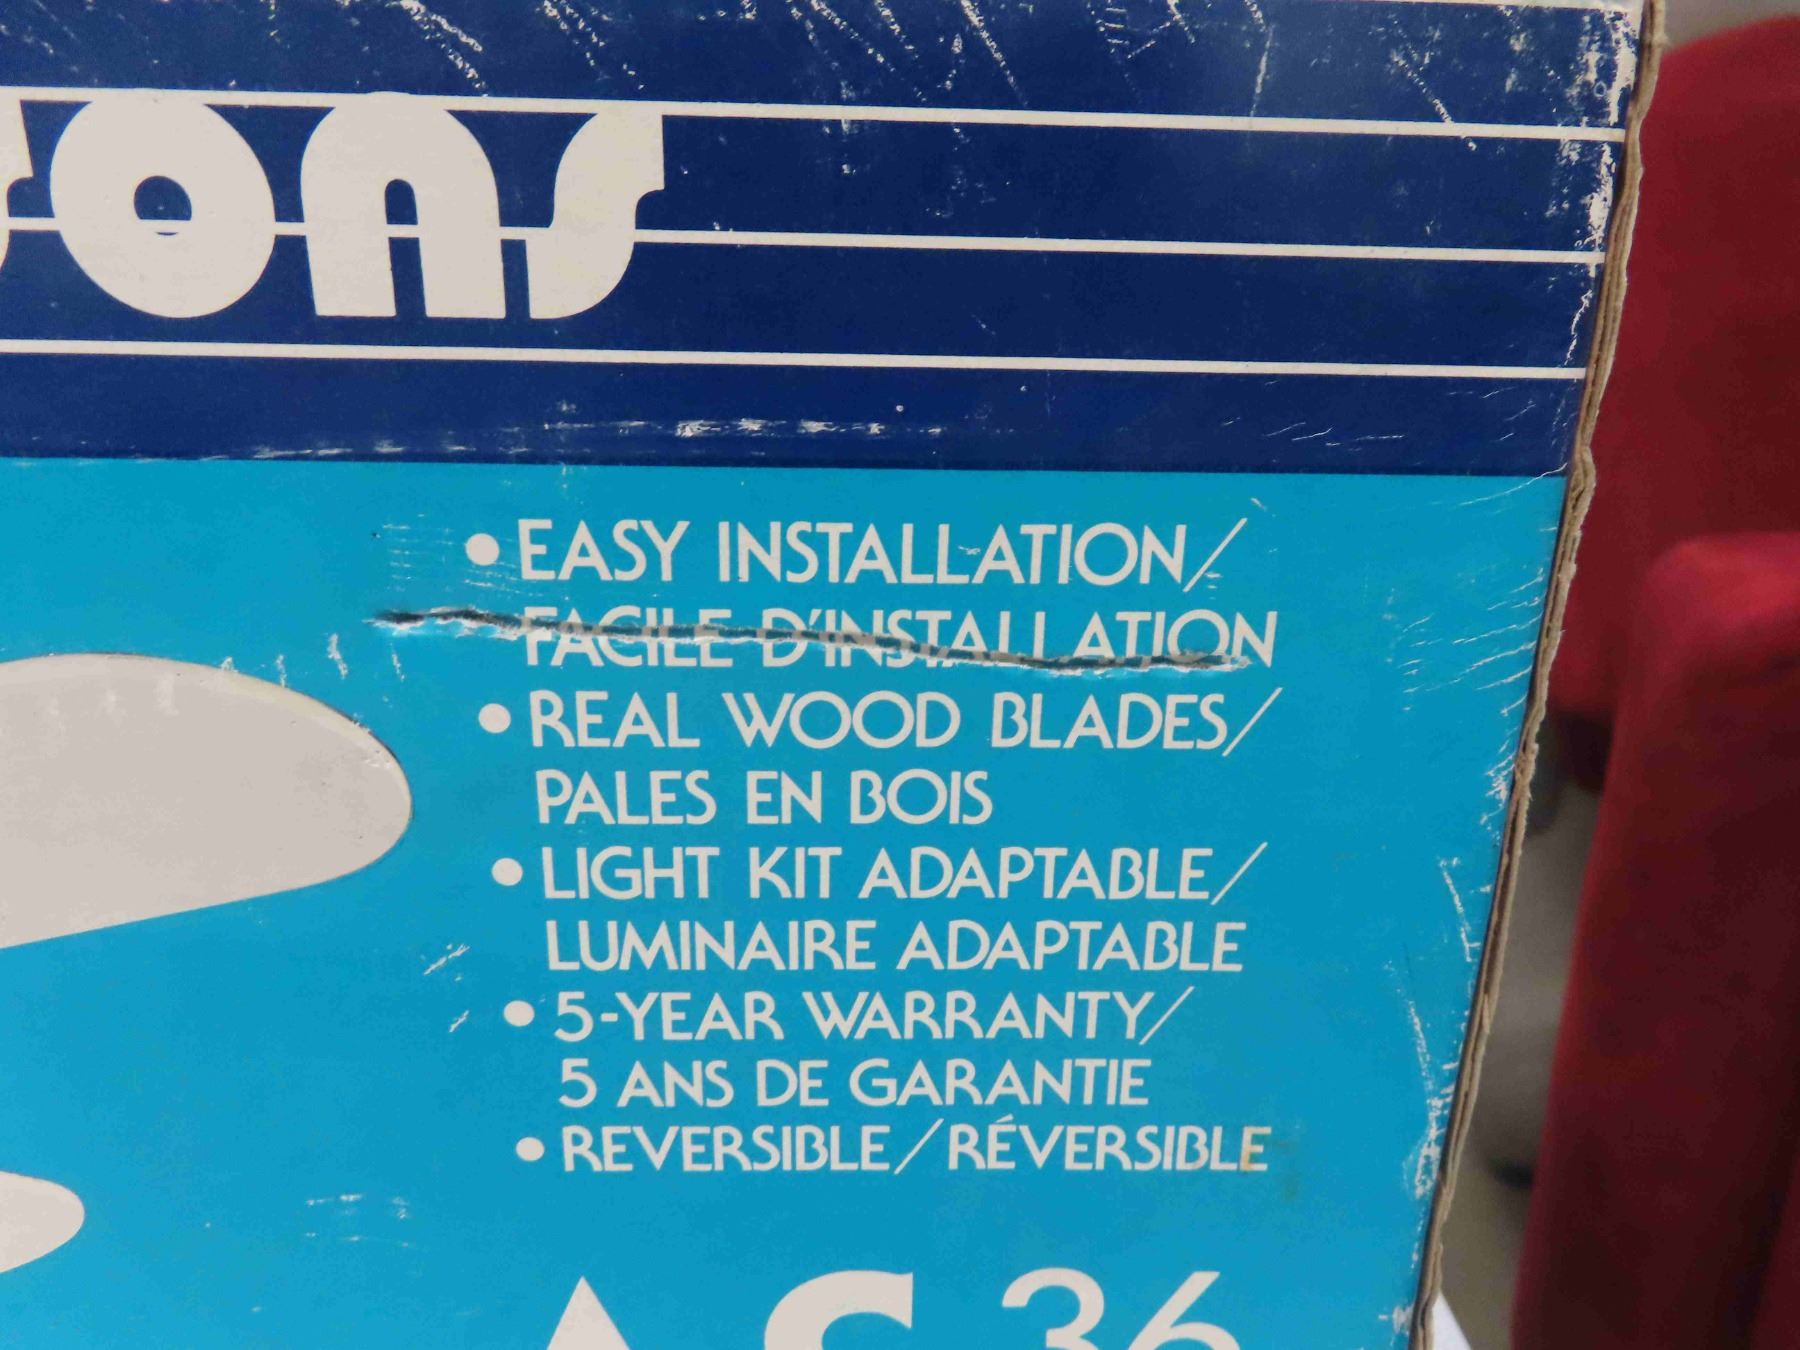 • EASY INSTALLATION/
FACILE D'INSTALLATION
• REAL WOOD BLADES/
PALES EN BOIS
• LIGHT KIT ADAPTABLE/
LUMINAIRE ADAPTABLE
• 5-YEAR WARRANTY/
5 ANS DE GARANTIE
• REVERSIBLE/RÉVERSIBLE
36